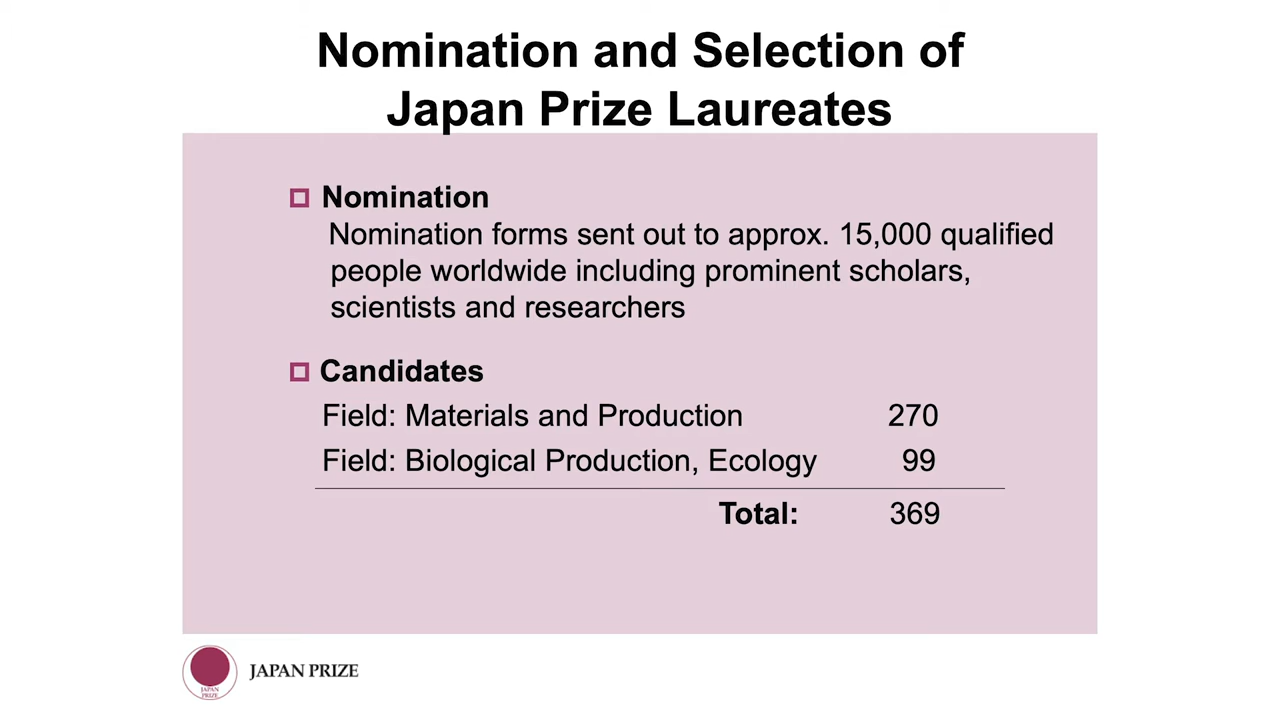 Nomination and Selection of
Japan Prize Laureates
Nomination
Nomination forms sent out to approx. 15,000 qualified
people worldwide including prominent scholars,
scientists and researchers
Candidates
Field: Materials and Production 270
Field: Biological Production, Ecology 99
Total: 369
JAPAN
PRIZE
JAPAN PRIZE